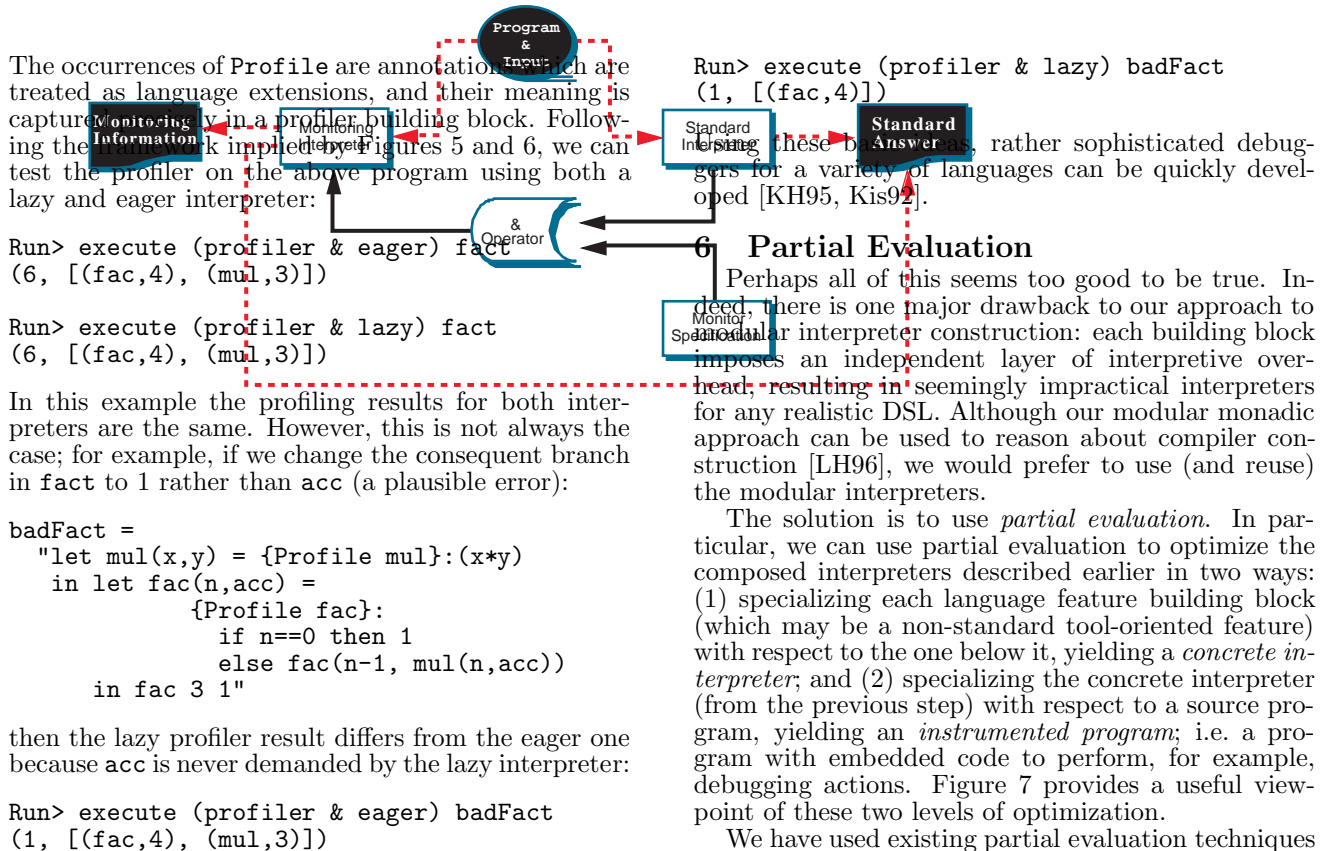 Program
&
Input
Monitoring
Information
Monitoring
Interpreter
Standard
Interpreter
Standard
Answer
&
Operator
Monitor
Specification
The occurrences of Profile are annotations which are
treated as language extensions, and their meaning is
captured precisely in a profiler building block. Follow-
ing the framework implied by Figures 5 and 6, we can
test the profiler on the above program using both a
lazy and eager interpreter:
Run> execute (profiler & eager) fact
(6, [(fac,4), (mul,3)])
Run> execute (profiler & lazy) fact
(6, [(fac,4), (mul,3)])
In this example the profiling results for both inter-
preters are the same. However, this is not always the
case; for example, if we change the consequent branch
in fact to 1 rather than acc (a plausible error):
badFact =
"let mul(x,y) = {Profile mul}:(x*y)
in let fac(n,acc) =
{Profile fac}:
if n==0 then 1
else fac(n-1, mul(n,acc))
in fac 3 1"
then the lazy profiler result differs from the eager one
because acc is never demanded by the lazy interpreter:
Run> execute (profiler & eager) badFact
(1, [(fac,4), (mul,3)])
Run> execute (profiler & lazy) badFact
(1, [(fac,4)])
Using these basic ideas, rather sophisticated debug-
gers for a variety of languages can be quickly devel-
oped [KH95, Kis92].
6 Partial Evaluation
Perhaps all of this seems too good to be true. In-
deed, there is one major drawback to our approach to
modular interpreter construction: each building block
imposes an independent layer of interpretive over-
head, resulting in seemingly impractical interpreters
for any realistic DSL. Although our modular monadic
approach can be used to reason about compiler con-
struction [LH96], we would prefer to use (and reuse)
the modular interpreters.
The solution is to use partial evaluation. In par-
ticular, we can use partial evaluation to optimize the
composed interpreters described earlier in two ways:
(1) specializing each language feature building block
(which may be a non-standard tool-oriented feature)
with respect to the one below it, yielding a concrete in-
terpreter; and (2) specializing the concrete interpreter
(from the previous step) with respect to a source pro-
gram, yielding an instrumented program; i.e. a pro-
gram with embedded code to perform, for example,
debugging actions. Figure 7 provides a useful view-
point of these two levels of optimization.
We have used existing partial evaluation techniques